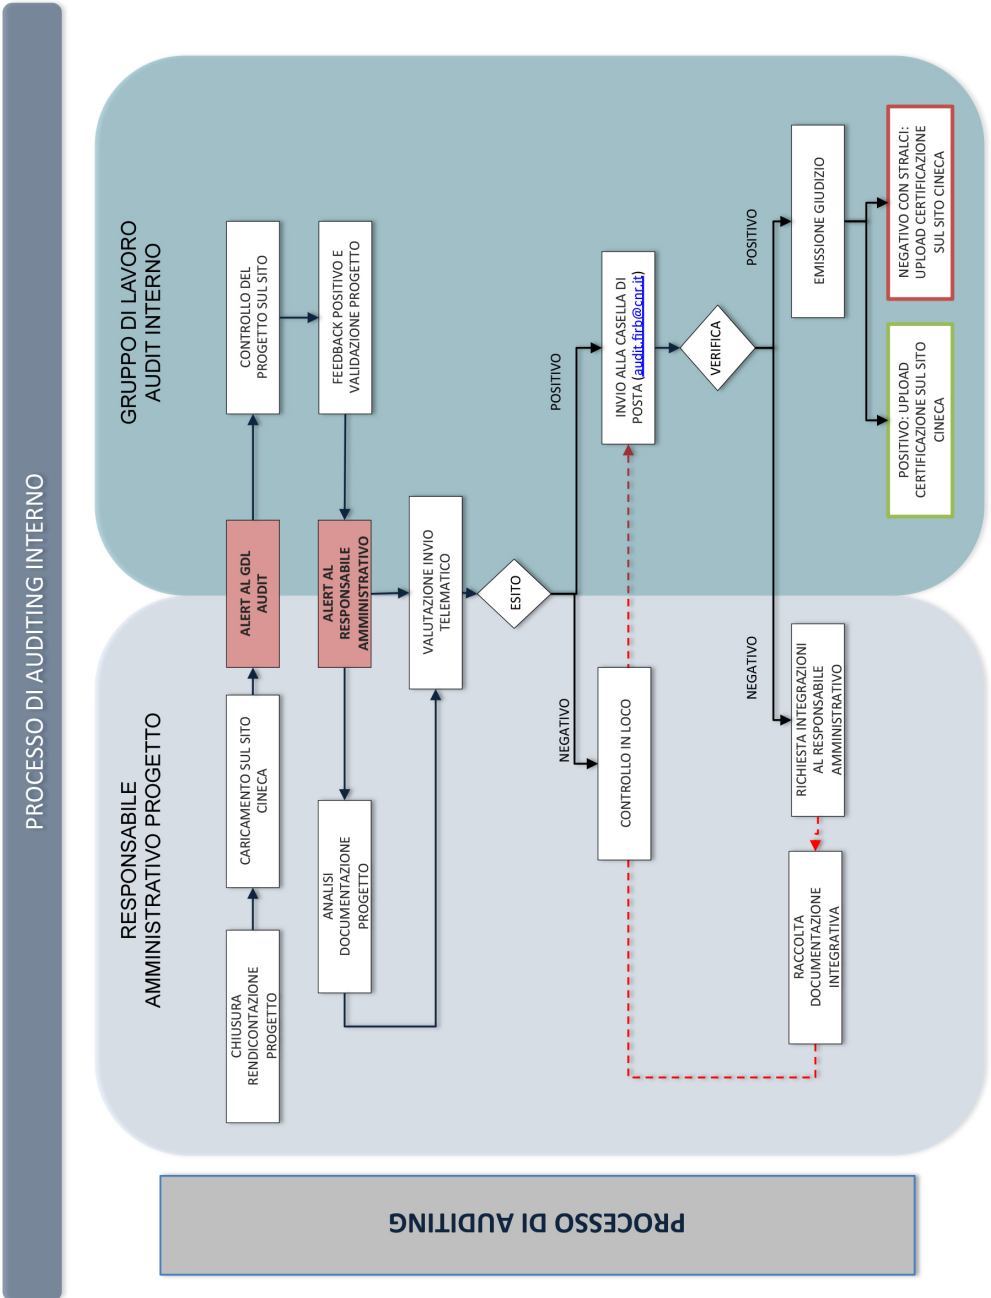 PROCESSO DI AUDITING INTERNO
RESPONSABILE
AMMINISTRATIVO PROGETTO
GRUPPO DI LAVORO
AUDIT INTERNO
CHIUSURA
RENDICONTAZIONE
PROGETTO
CARICAMENTO SUL SITO
CINECA
ALERT AL GDL
AUDIT
CONTROLLO DEL
PROGETTO SUL SITO
ANALISI
DOCUMENTAZIONE
PROGETTO
ALERT AL
RESPONSABILE
AMMINISTRATIVO
FEEDBACK POSITIVO E
VALIDAZIONE PROGETTO
VALUTAZIONE INVIO
TELEMATICO
ESITO
NEGATIVO
POSITIVO
CONTROLLO IN LOCO
INVIO ALLA CASELLA DI
POSTA (audit.firb@cnr.it)
VERIFICA
NEGATIVO
POSITIVO
RACCOLTA
DOCUMENTAZIONE
INTEGRATIVA
RICHIESTA INTEGRAZIONI
AL RESPONSABILE
AMMINISTRATIVO
EMISSIONE GIUDIZIO
POSITIVO: UPLOAD
CERTIFICAZIONE SUL SITO
CINECA
NEGATIVO CON STRALCI:
UPLOAD CERTIFICAZIONE
SUL SITO CINECA
PROCESSO DI AUDITING